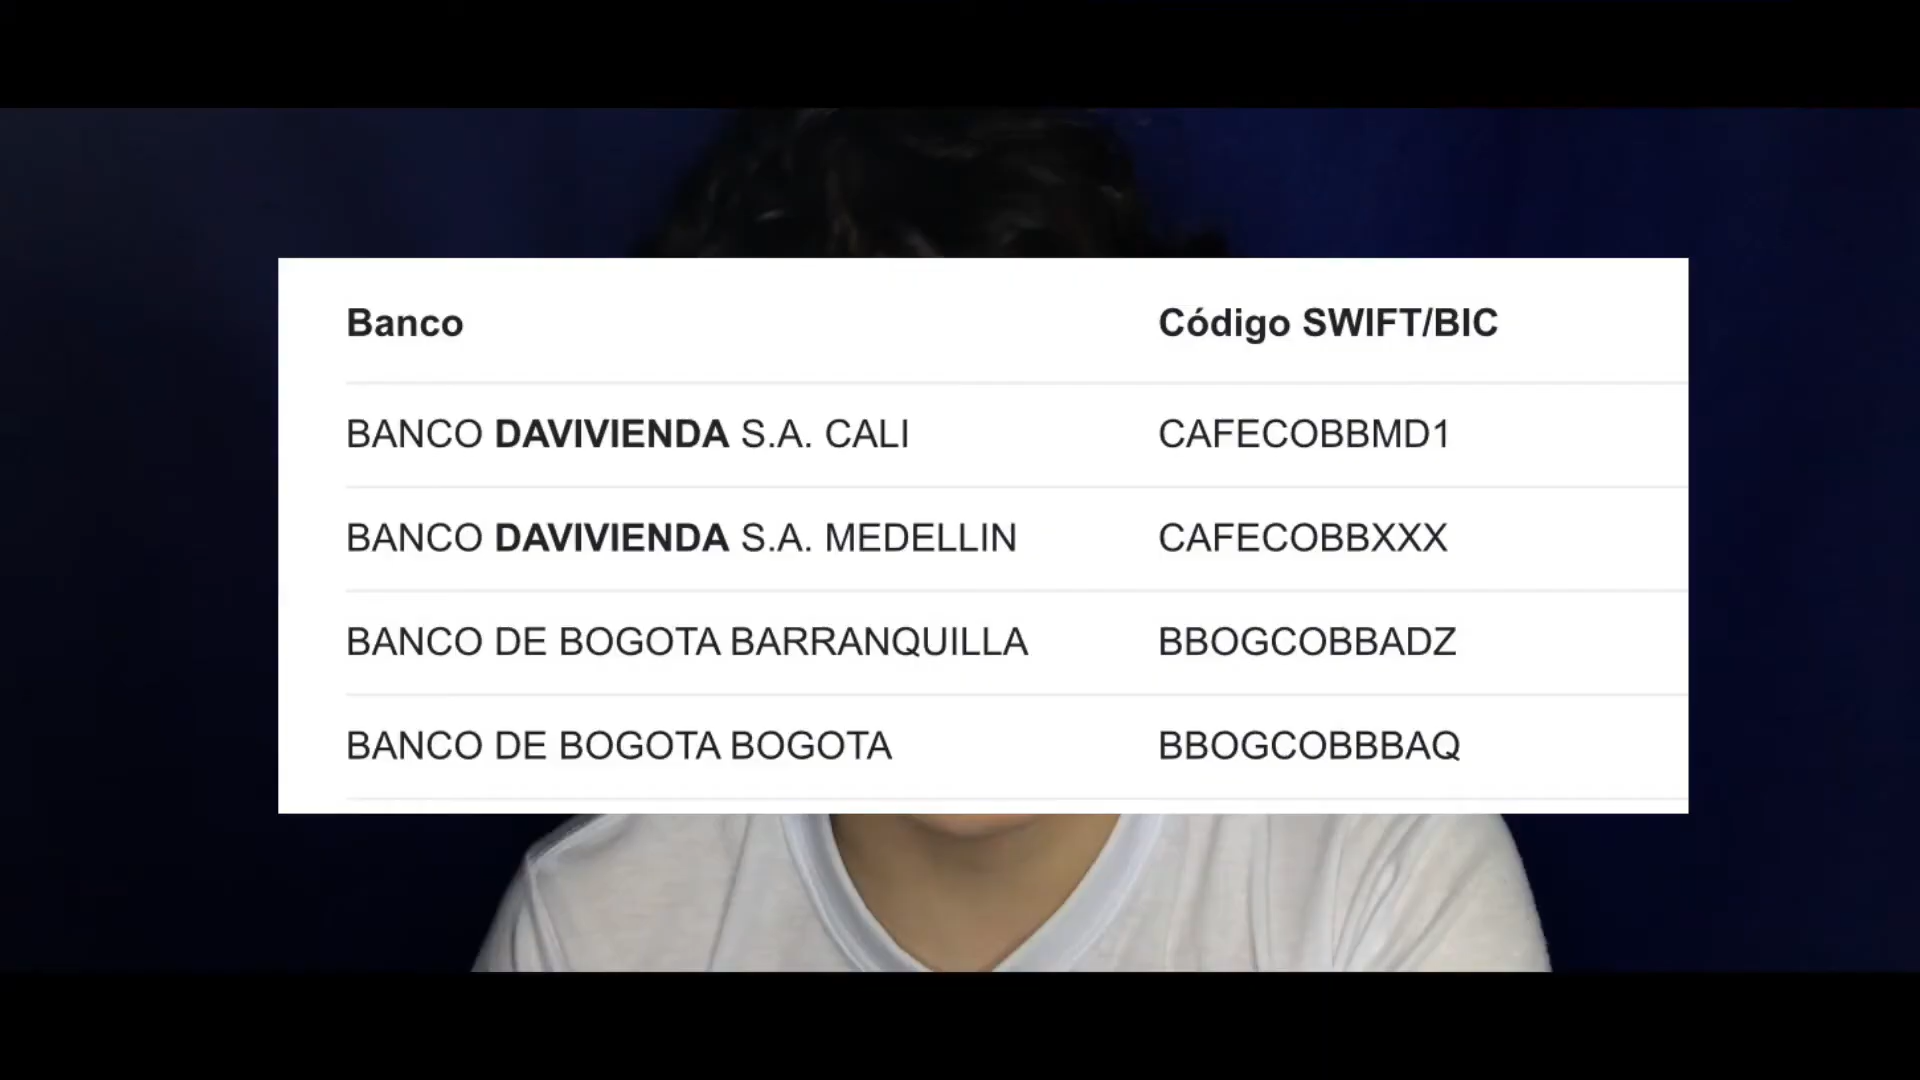 Banco Código SWIFT/BIC
BANCO DAVIVIENDA S.A. CALI CAFECOBBMD1
BANCO DAVIVIENDA S.A. MEDELLIN CAFECOBBXXX
BANCO DE BOGOTA BARRANQUILLA BBOGCOBBADZ
BANCO DE BOGOTA BOGOTA BBOGCOBBBAQ